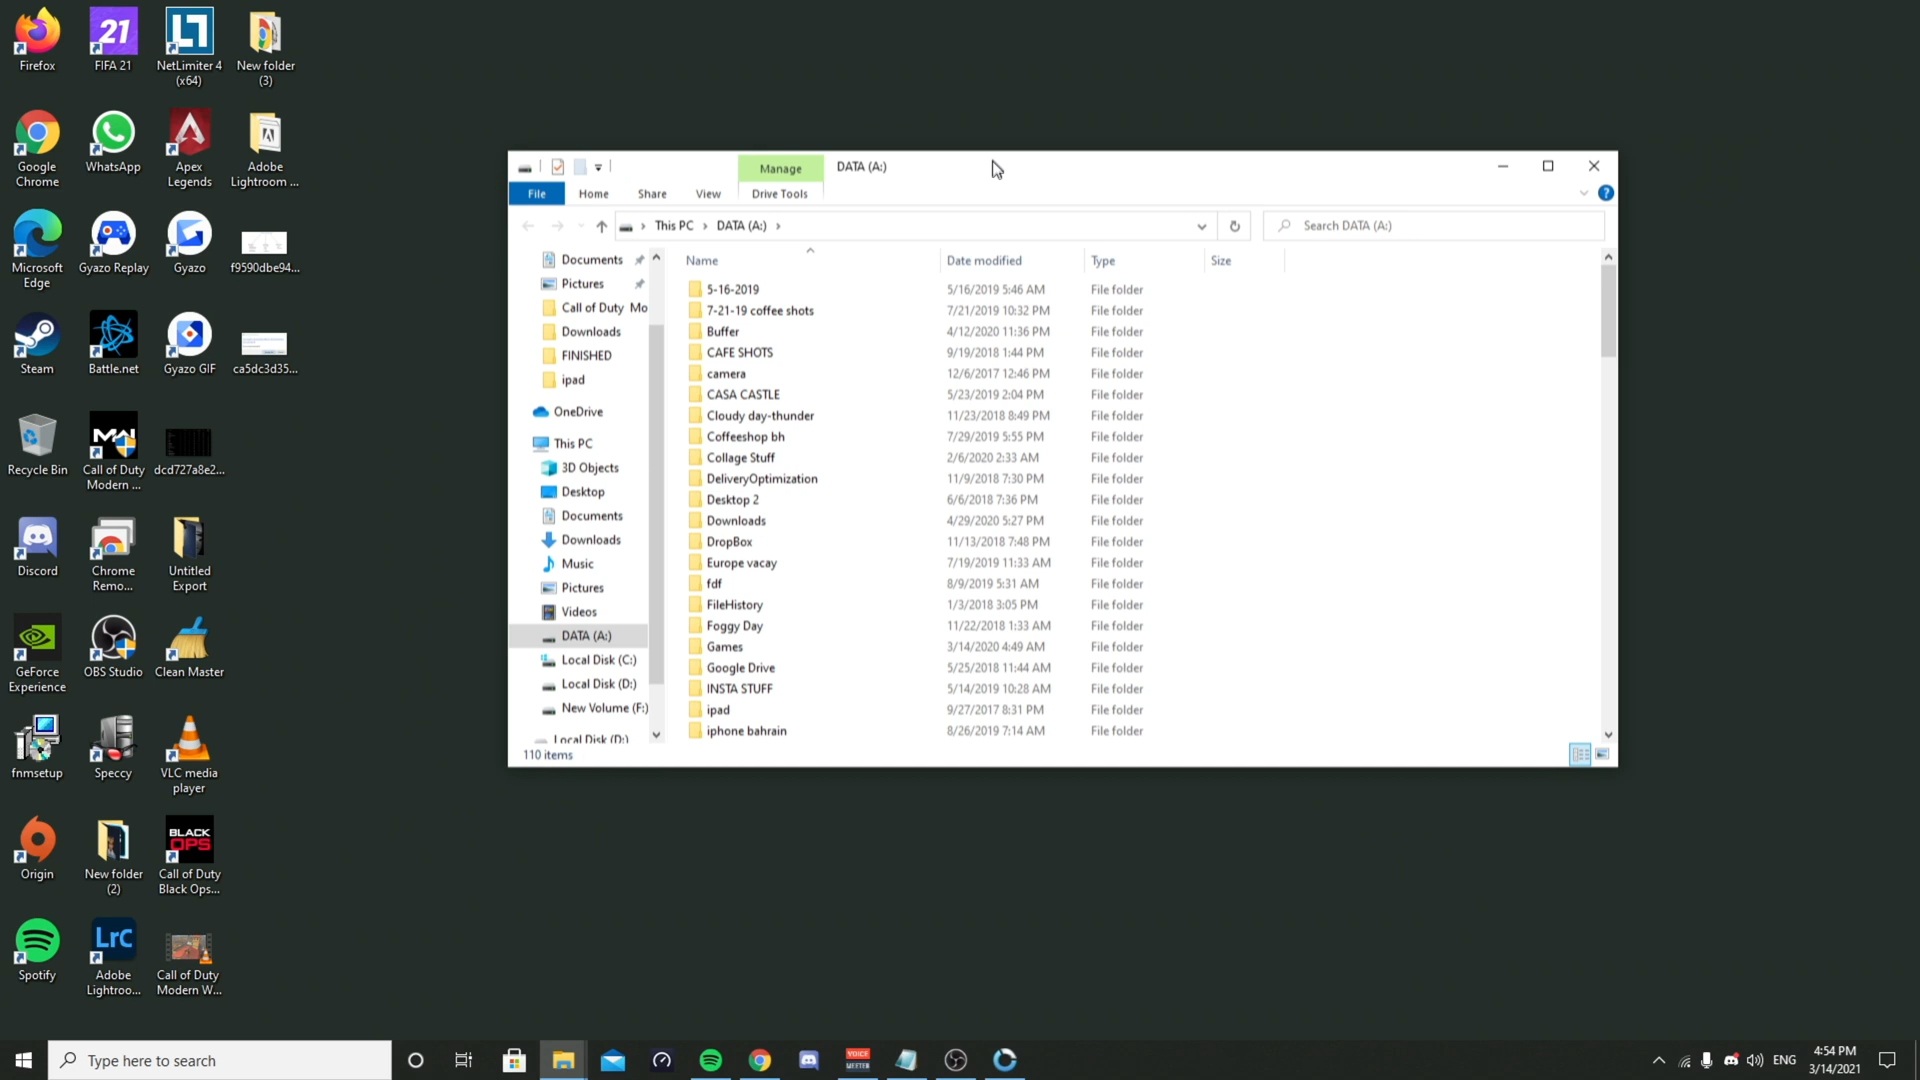 Firefox
FIFA 21
NetLimiter 4
(x64)
New folder
(3)
Google
Chrome
WhatsApp
Apex
Legends
Adobe
Lightroom ...
Microsoft
Edge
Gyazo Replay
Gyazo
f9590dbe94...
Steam
Battle.net
Gyazo GIF
ca5dc3d35...
Recycle Bin
Call of Duty
Modern ...
dcd727a8e2...
Discord
Chrome
Remo...
Untitled
Export
GeForce
Experience
OBS Studio
Clean Master
fnmsetup
Speccy
VLC media
player
Origin
New folder
(2)
BLACK
OPS
Call of Duty
Black Ops...
Spotify
LrC
Adobe
Lightroo...
Call of Duty
Modern W...
21
MW
Manage
DATA (A:)
File
Home
Share
View
Drive Tools
This PC > DATA (A:) >
Search DATA (A:)
Documents
Pictures
Call of Duty Mo
Downloads
FINISHED
ipad
OneDrive
This PC
3D Objects
Desktop
Documents
Downloads
Music
Pictures
Videos
DATA (A:)
Local Disk (C:)
Local Disk (D:)
New Volume (F:)
Local Disk (D:)
Name Date modified Type Size
5-16-2019 5/16/2019 5:46 AM File folder
7-21-19 coffee shots 7/21/2019 10:32 PM File folder
Buffer 4/12/2020 11:36 PM File folder
CAFE SHOTS 9/19/2018 1:44 PM File folder
camera 12/6/2017 12:46 PM File folder
CASA CASTLE 5/23/2019 2:04 PM File folder
Cloudy day-thunder 11/23/2018 8:49 PM File folder
Coffeeshop bh 7/29/2019 5:55 PM File folder
Collage Stuff 2/6/2020 2:33 AM File folder
DeliveryOptimization 11/9/2018 7:30 PM File folder
Desktop 2 6/6/2018 7:36 PM File folder
Downloads 4/29/2020 5:27 PM File folder
DropBox 11/13/2018 7:48 PM File folder
Europe vacay 7/19/2019 11:33 AM File folder
fdf 8/9/2019 5:31 AM File folder
FileHistory 1/3/2018 3:05 PM File folder
Foggy Day 11/22/2018 1:33 AM File folder
Games 3/14/2020 4:49 AM File folder
Google Drive 5/25/2018 11:44 AM File folder
INSTA STUFF 5/14/2019 10:28 AM File folder
ipad 9/27/2017 8:31 PM File folder
iphone bahrain 8/26/2019 7:14 AM File folder
110 items
Type here to search
VOICE
MEETER
ENG
4:54 PM
3/14/2021